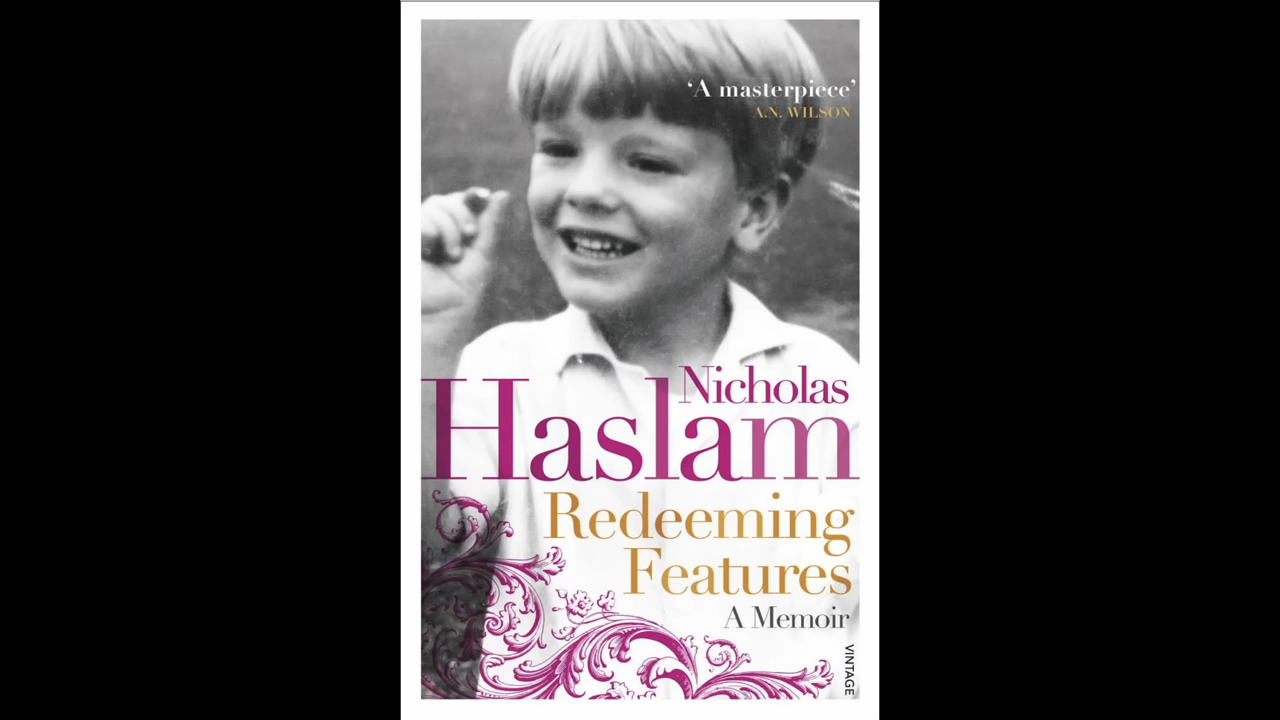 ‘A masterpiece’
A.N. WILSON
Nicholas
Haslam
Redeeming
Features
A Memoir
VINTAGE